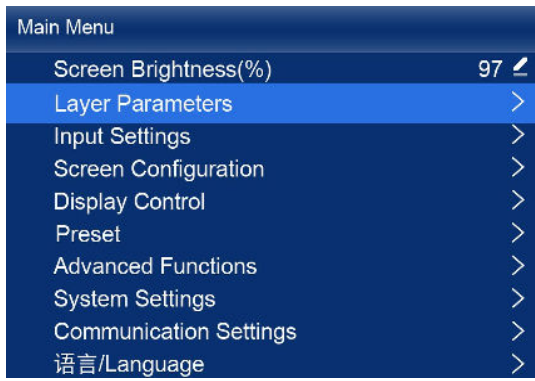 Main Menu
Screen Brightness(%) 97
Layer Parameters
Input Settings
Screen Configuration
Display Control
Preset
Advanced Functions
System Settings
Communication Settings
语言/Language